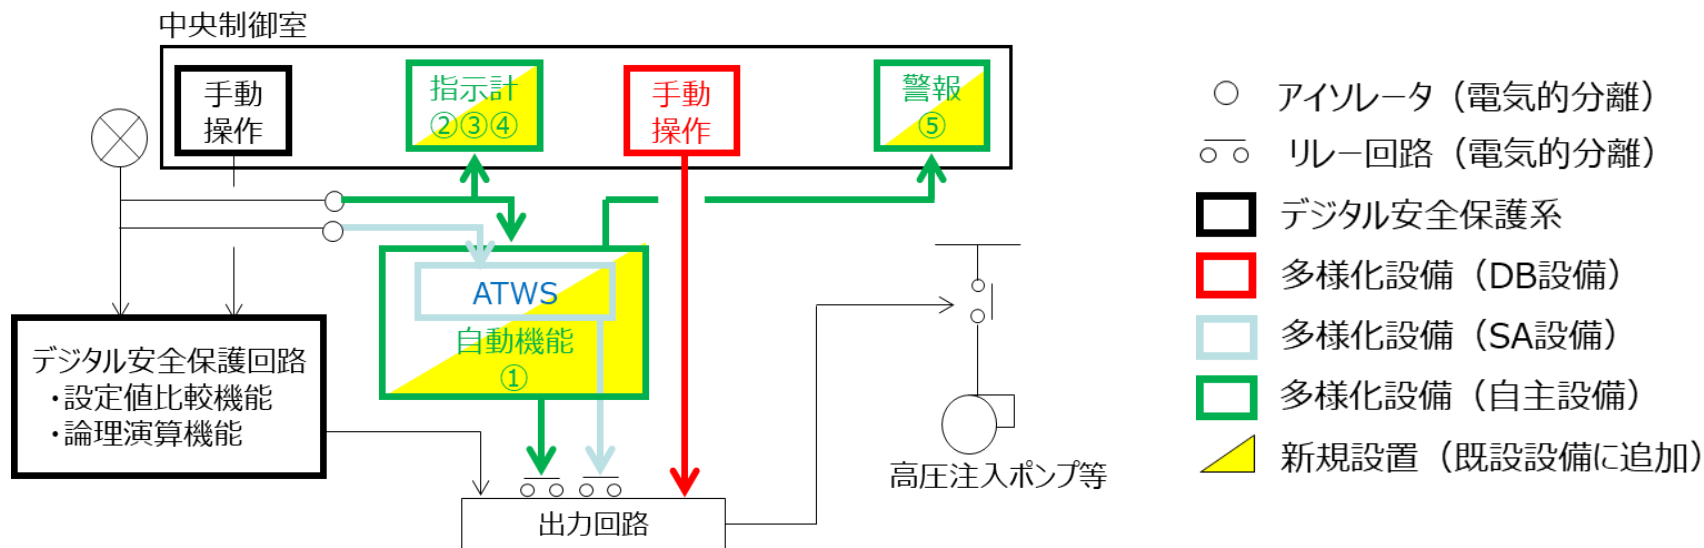 中央制御室
手動
操作
指示計
②③④
手動
操作
警報
⑤
ATWS
自動機能
①
デジタル安全保護回路
・設定値比較機能
・論理演算機能
出力回路
高圧注入ポンプ等
アイソレータ（電気的分離）
リレー回路（電気的分離）
デジタル安全保護系
多様化設備（DB設備）
多様化設備（SA設備）
多様化設備（自主設備）
新規設置（既設設備に追加）